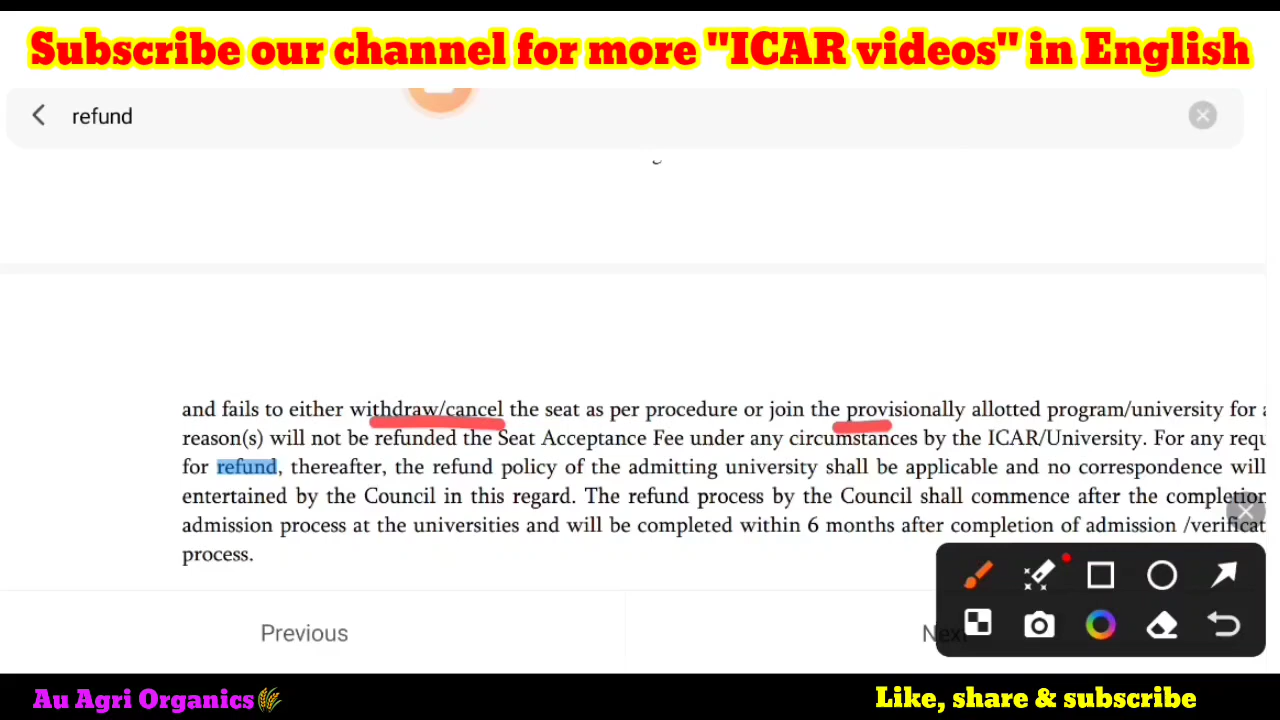 Subscribe our channel for more "ICAR videos" in English
refund
and fails to either withdraw/cancel the seat as per procedure or join the provisionally allotted program/university for
reason(s) will not be refunded the Seat Acceptance Fee under any circumstances by the ICAR/University. For any
for refund, thereafter, the refund policy of the admitting university shall be applicable and no correspondence will
entertained by the Council in this regard. The refund process by the Council shall commence after the completion
admission process at the universities and will be completed within 6 months after completion of admission
process.
Previous
Au Agri Organics🌾
Like, share & subscribe